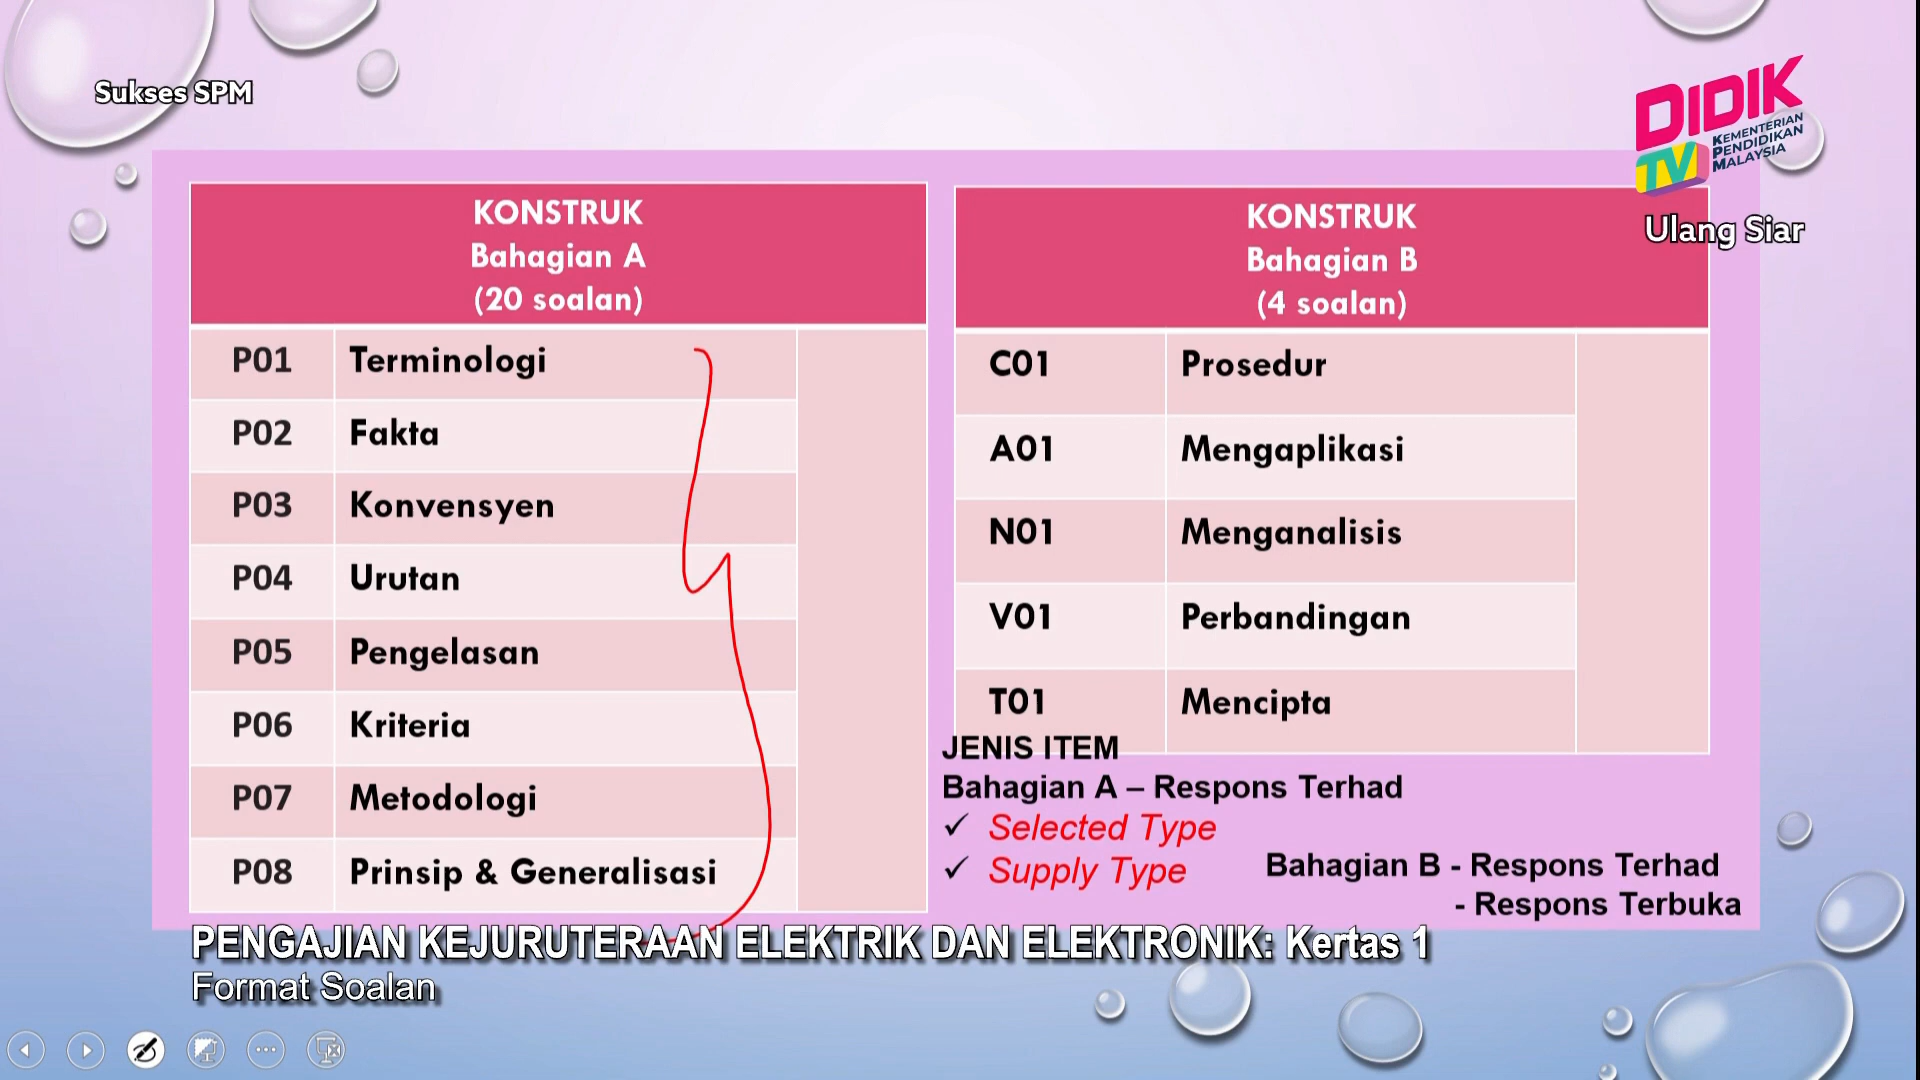 Sukses SPM
DIDIK
TV
KEMENTERIAN
PENDIDIKAN
MALAYSIA
Ulang Siar
KONSTRUK
Bahagian A
(20 soalan)
P01 Terminologi
P02 Fakta
P03 Konvensyen
P04 Urutan
P05 Pengelasan
P06 Kriteria
P07 Metodologi
P08 Prinsip & Generalisasi
KONSTRUK
Bahagian B
(4 soalan)
C01 Prosedur
A01 Mengaplikasi
N01 Menganalisis
V01 Perbandingan
T01 Mencipta
JENIS ITEM
Bahagian A – Respons Terhad
✓ Selected Type
✓ Supply Type
Bahagian B - Respons Terhad
- Respons Terbuka
PENGAJIAN KEJURUTERAAN ELEKTRIK DAN ELEKTRONIK: Kertas 1
Format Soalan